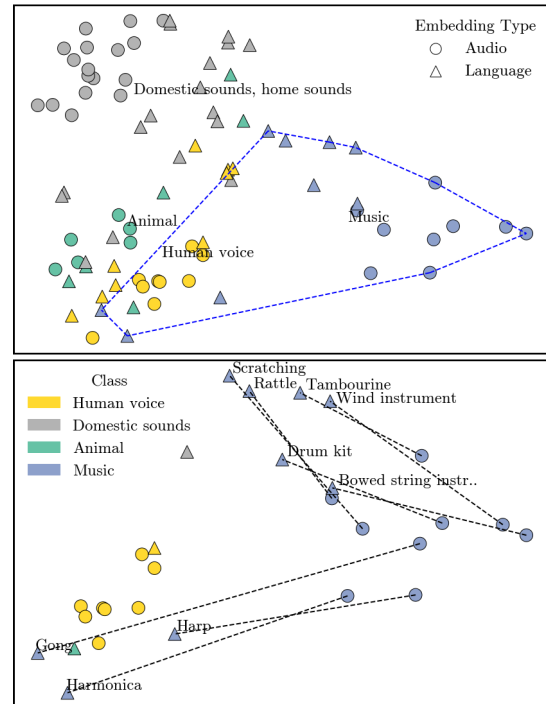 Embedding Type
Audio
Language
Domestic sounds, home sounds
Animal
Music
Human voice
Scratching
Rattle
Tambourine
Wind instrument
Class
Human voice
Domestic sounds
Animal
Music
Drum kit
Bowed string instr..
Harp
Gong
Harmonica